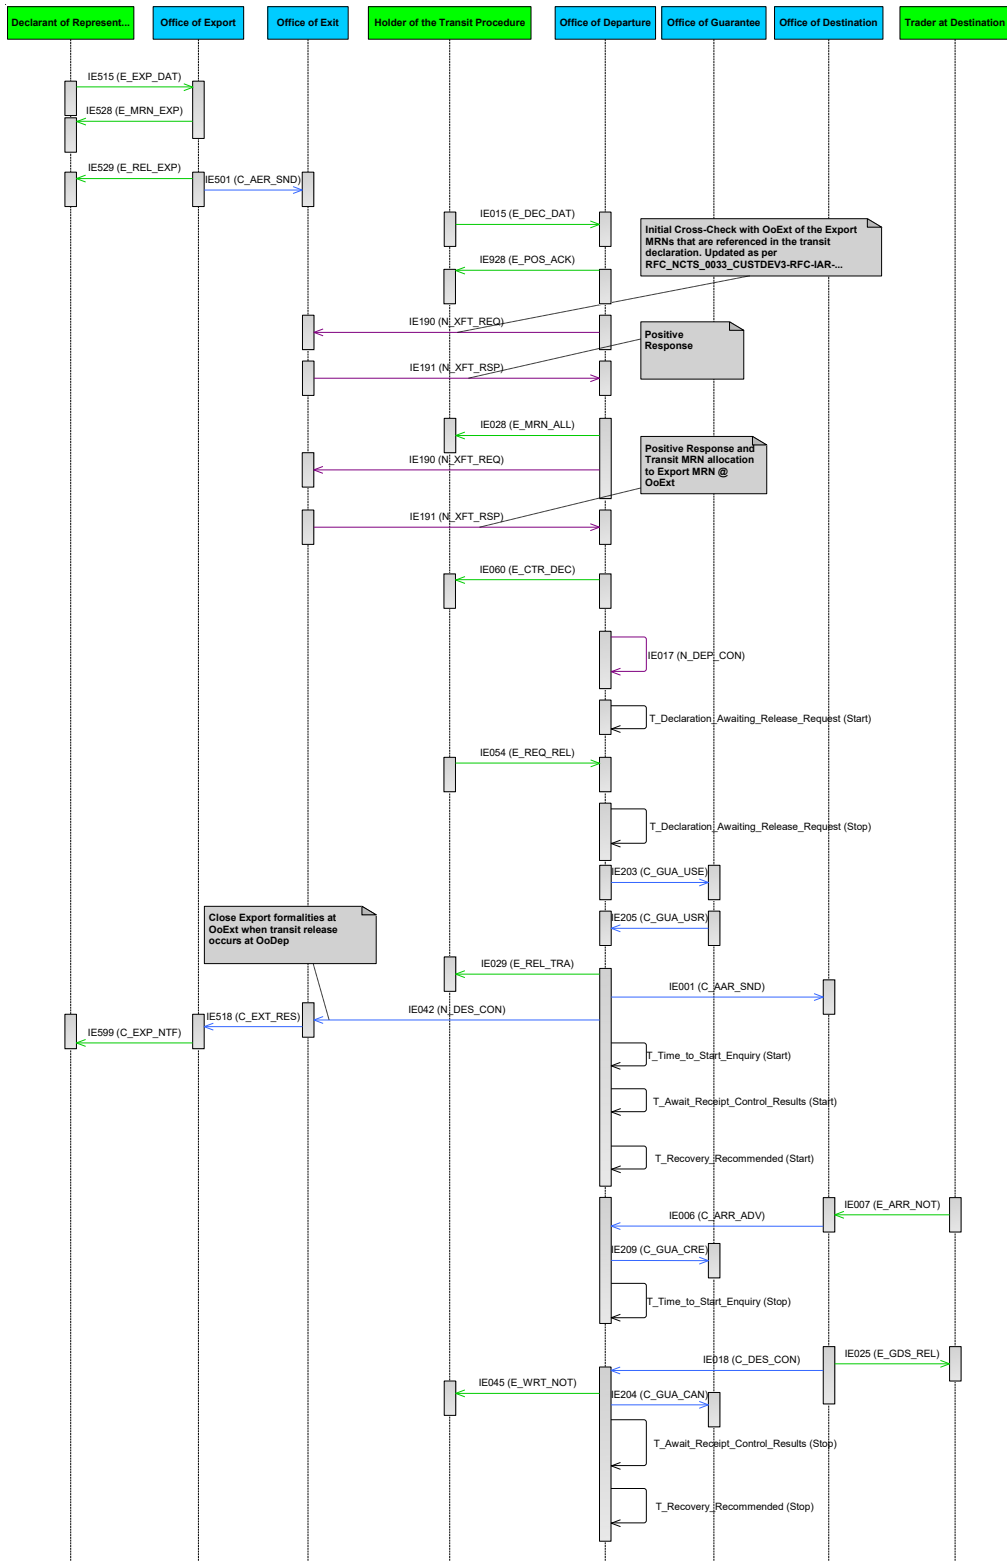 Declarant of Represent...
Office of Export
Office of Exit
Holder of the Transit Procedure
Office of Departure
Office of Guarantee
Office of Destination
Trader at Destination
IE515 (E_EXP_DAT)
IE528 (E_MRN_EXP)
IE529 (E_REL_EXP)
IE501 (C_AER_SND)
IE015 (E_DEC_DAT)
Initial Cross-Check with OoExt of the Export
MRNs that are referenced in the transit
declaration. Updated as per
RFC_NCTS_0033_CUSTDEV3-RFC-IAR-...
IE928 (E_POS_ACK)
IE190 (N_XFT_REQ)
Positive
Response
IE191 (N_XFT_RSP)
IE028 (E_MRN_ALL)
Positive Response and
Transit MRN allocation
to Export MRN @
OoExt
IE190 (N_XFT_REQ)
IE191 (N_XFT_RSP)
IE060 (E_CTR_DEC)
IE017 (N_DEP_CON)
T_Declaration_Awaiting_Release_Request (Start)
IE054 (E_REQ_REL)
T_Declaration_Awaiting_Release_Request (Stop)
IE203 (C_GUA_USE)
IE205 (C_GUA_USR)
Close Export formalities at
OoExt when transit release
occurs at OoDep
IE029 (E_REL_TRA)
IE001 (C_AAR_SND)
IE042 (N_DES_CON)
IE518 (C_EXT_RES)
IE599 (C_EXP_NTF)
T_Time_to_Start_Enquiry (Start)
T_Await_Receipt_Control_Results (Start)
T_Recovery_Recommended (Start)
IE007 (E_ARR_NOT)
IE006 (C_ARR_ADV)
IE209 (C_GUA_CRE)
T_Time_to_Start_Enquiry (Stop)
IE025 (E_GDS_REL)
IE018 (C_DES_CON)
IE045 (E_WRT_NOT)
IE204 (C_GUA_CAN)
T_Await_Receipt_Control_Results (Stop)
T_Recovery_Recommended (Stop)